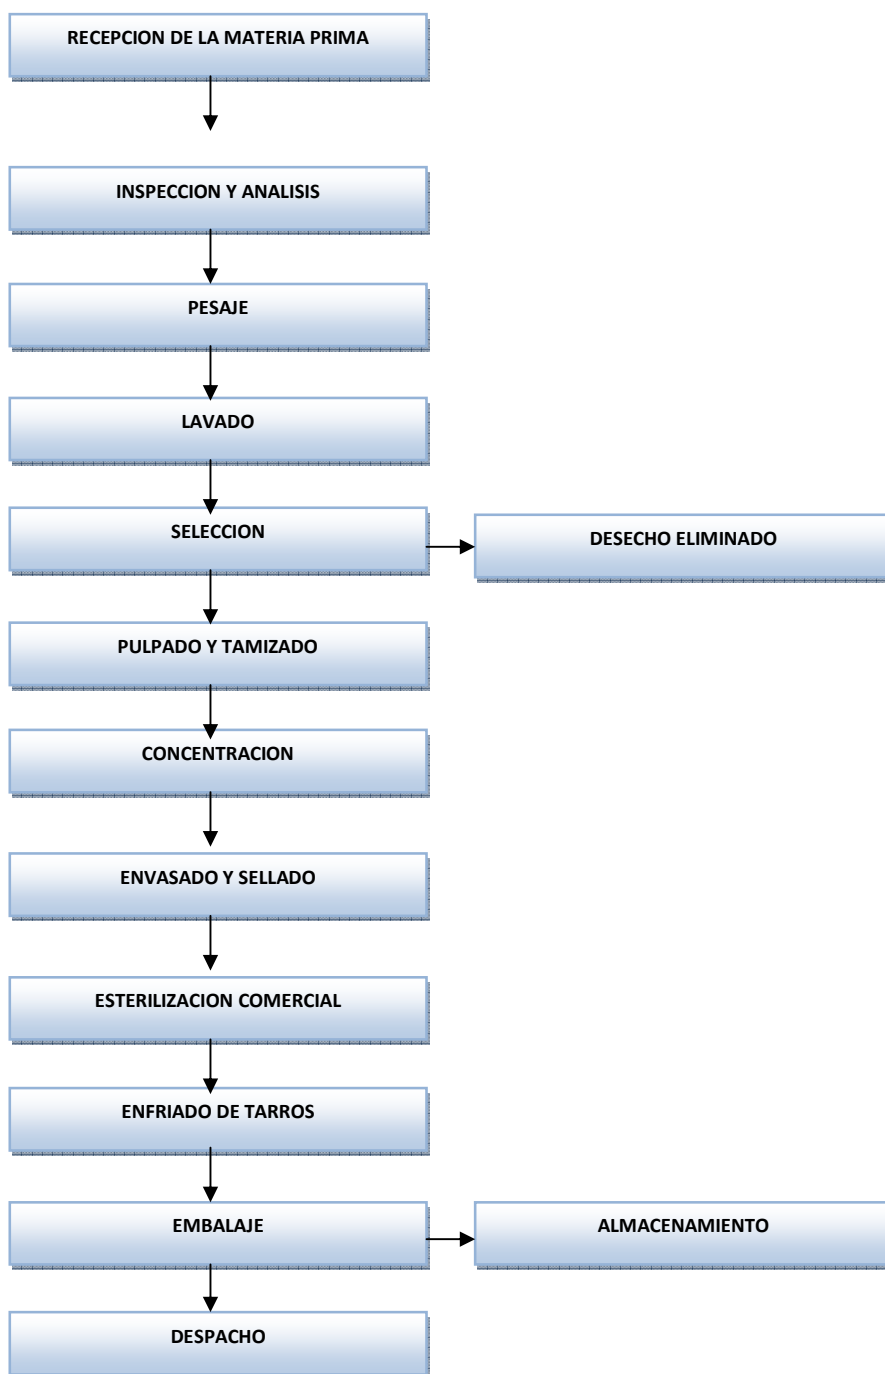 RECEPCION DE LA MATERIA PRIMA
INSPECCION Y ANALISIS
PESAJE
LAVADO
SELECCION
DESECHO ELIMINADO
PULPADO Y TAMIZADO
CONCENTRACION
ENVASADO Y SELLADO
ESTERILIZACION COMERCIAL
ENFRIADO DE TARROS
EMBALAJE
ALMACENAMIENTO
DESPACHO